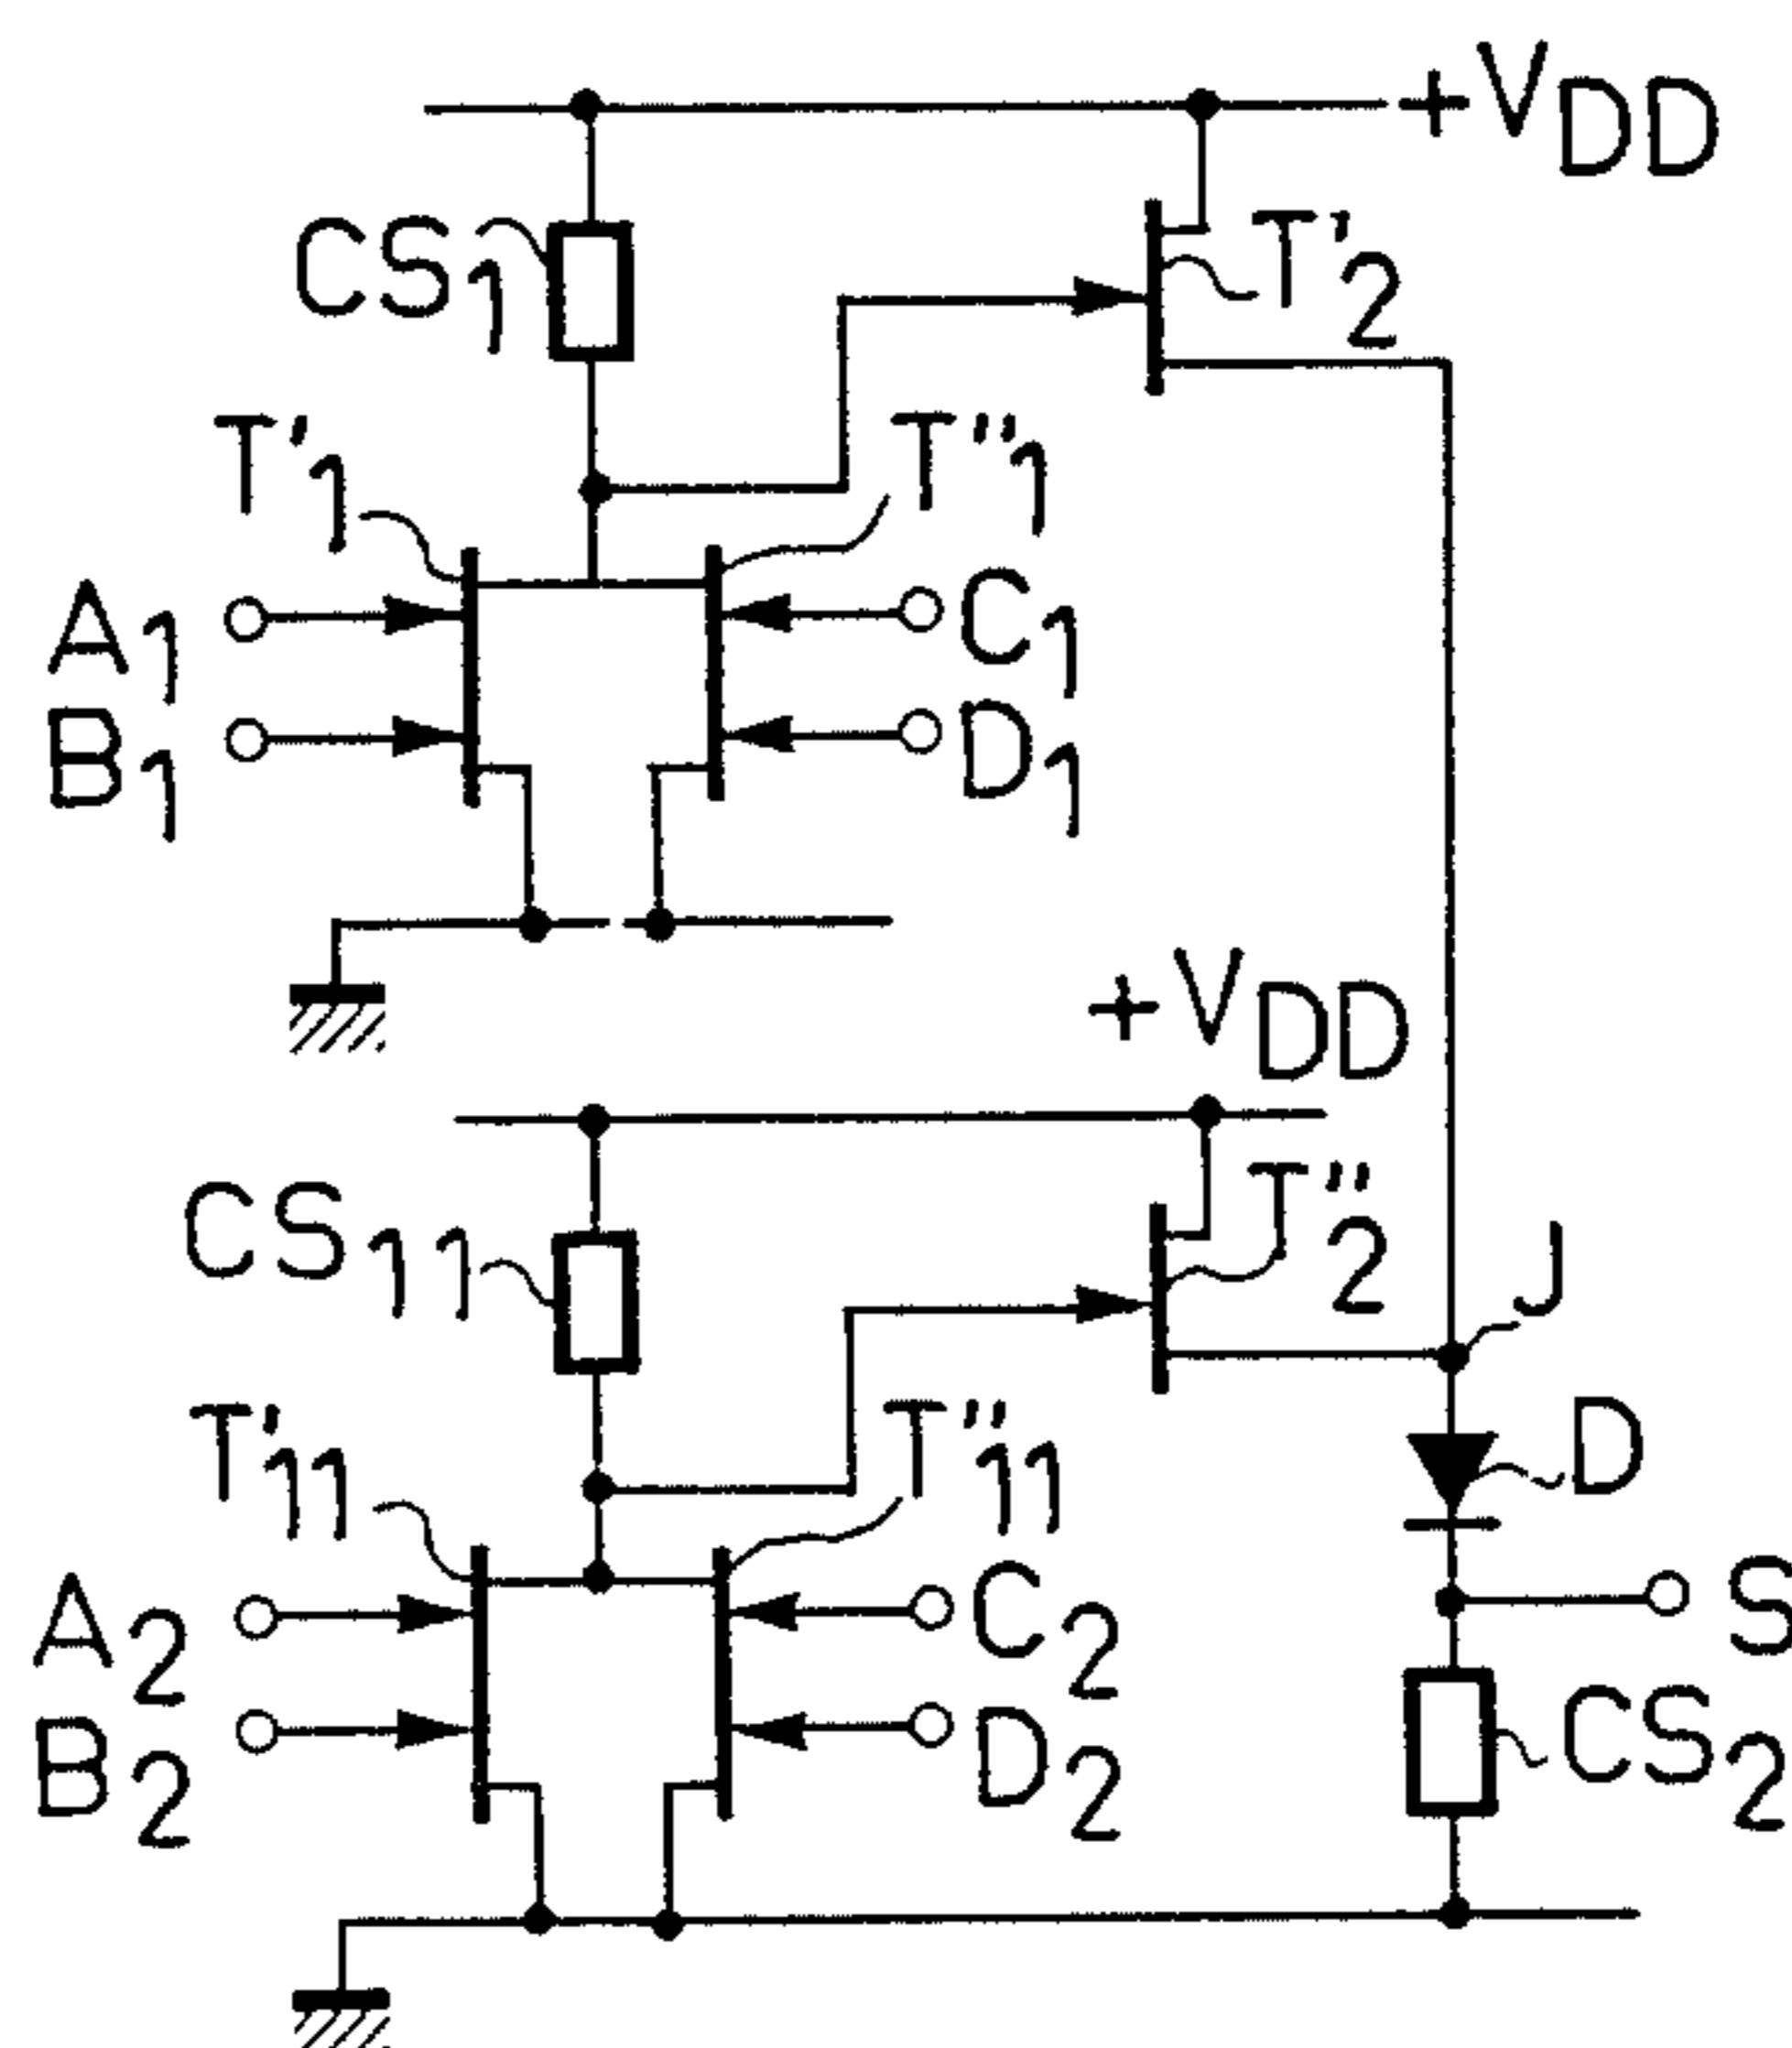 +VDD
CS1
T'2
T'1
T"1
A1
C1
B1
D1
+VDD
CS11
T"2
J
T'11
T"11
D
A2
C2
S
B2
D2
CS2